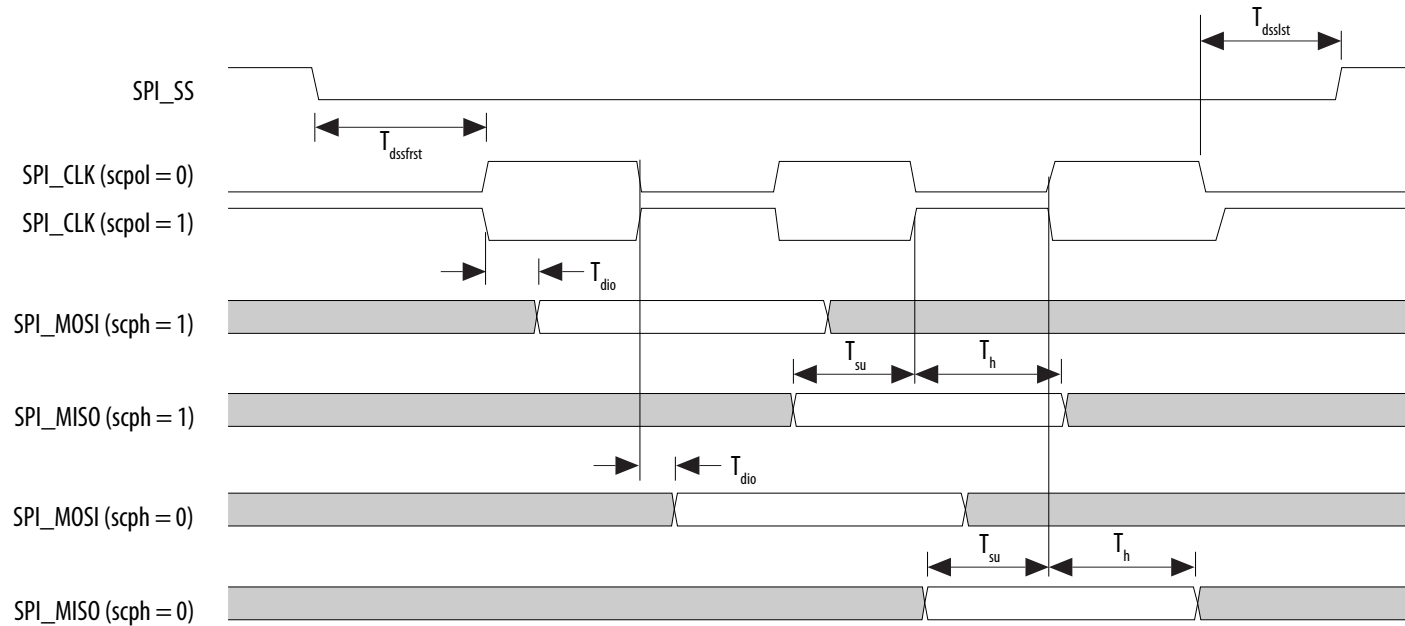 T_dsslst
SPI_SS
T_dssfrst
SPI_CLK (scpol = 0)
SPI_CLK (scpol = 1)
T_dio
SPI_MOSI (scph = 1)
T_su T_h
SPI_MISO (scph = 1)
T_dio
SPI_MOSI (scph = 0)
T_su T_h
SPI_MISO (scph = 0)